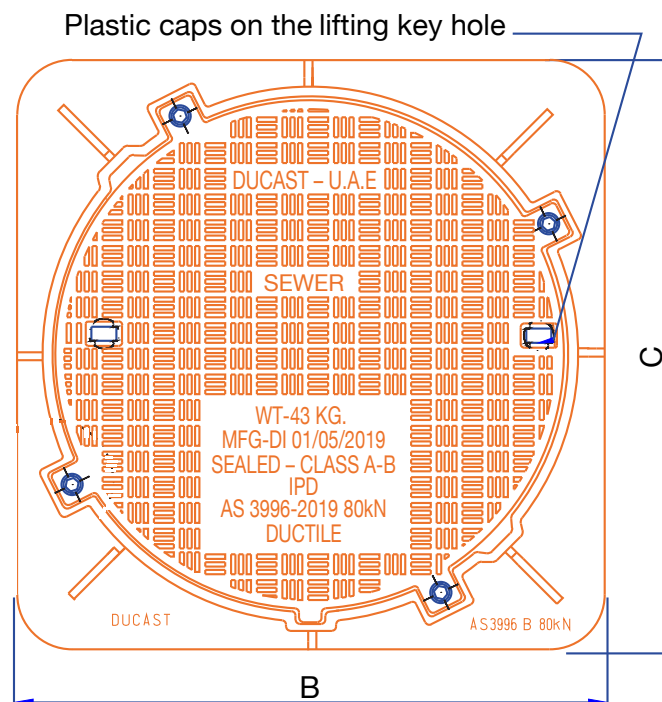 Plastic caps on the lifting key hole
DUCAST – U.A.E
SEWER
WT-43 KG.
MFG-DI 01/05/2019
SEALED – CLASS A-B
IPD
AS 3996-2019 80kN
DUCTILE
C
DUCAST
AS3996 B 80kN
B